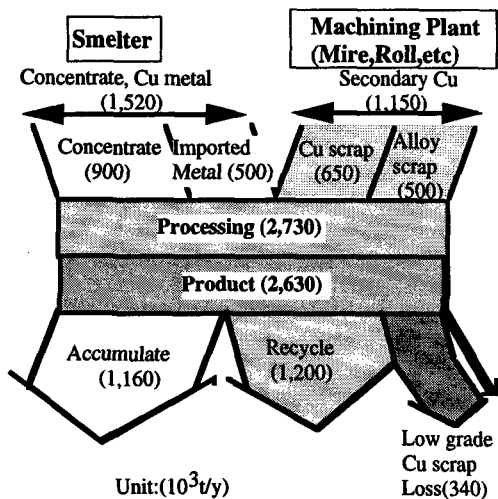 Smelter
Machining Plant
(Mire,Roll,etc)
Concentrate, Cu metal
(1,520)
Secondary Cu
(1,150)
Concentrate
(900)
Imported
Metal (500)
Cu scrap
(650)
Alloy
scrap
(500)
Processing (2,730)
Product (2,630)
Accumulate
(1,160)
Recycle
(1,200)
Low grade
Cu scrap
Loss(340)
Unit:(10³t/y)